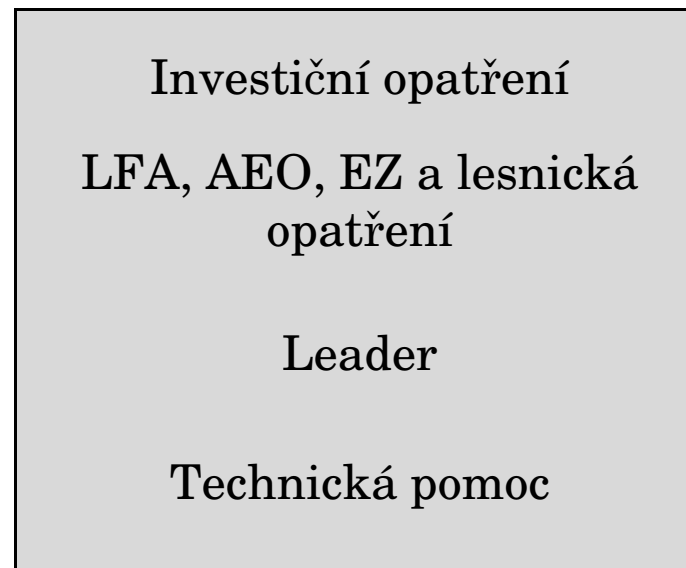 Investiční opatření
LFA, AEO, EZ a lesnická
opatření
Leader
Technická pomoc